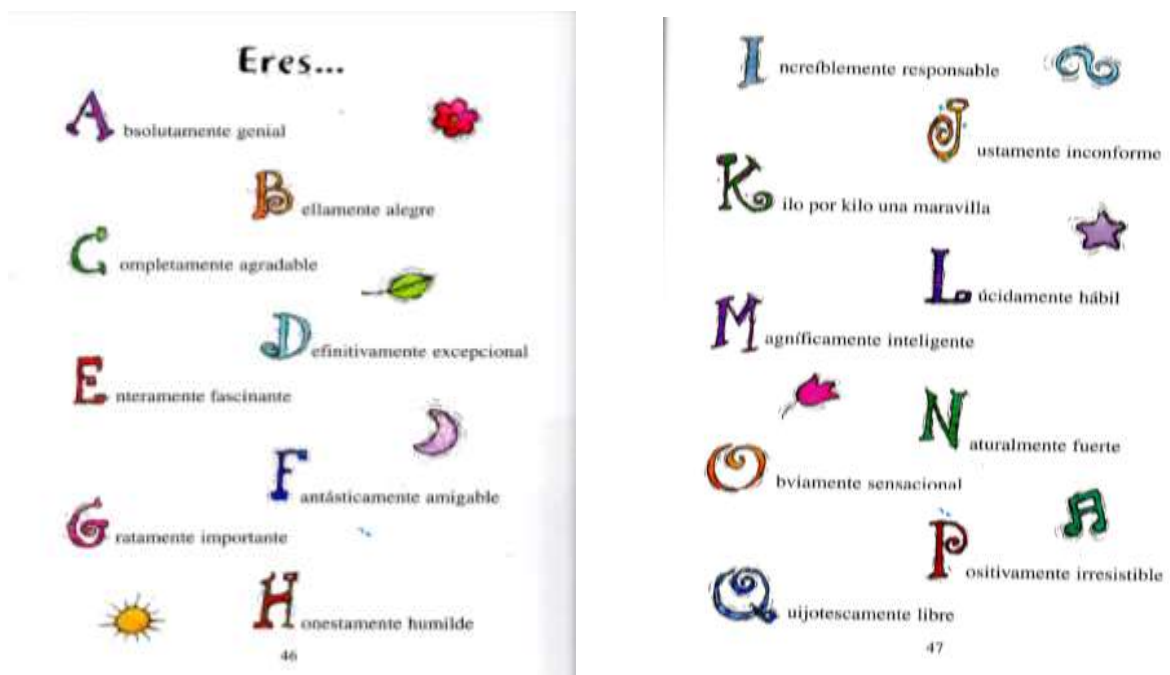 Eres...
Absolutamente genial
Bellamente alegre
Completamente agradable
Definitivamente excepcional
Enteramente fascinante
Fantásticamente amigable
Gratamente importante
Honestamente humilde
46
Increíblemente responsable
Justamente inconforme
Kilo por kilo una maravilla
Lúcidamente hábil
Magníficamente inteligente
Naturalmente fuerte
Obviamente sensacional
Positivamente irresistible
Quijotescamente libre
47